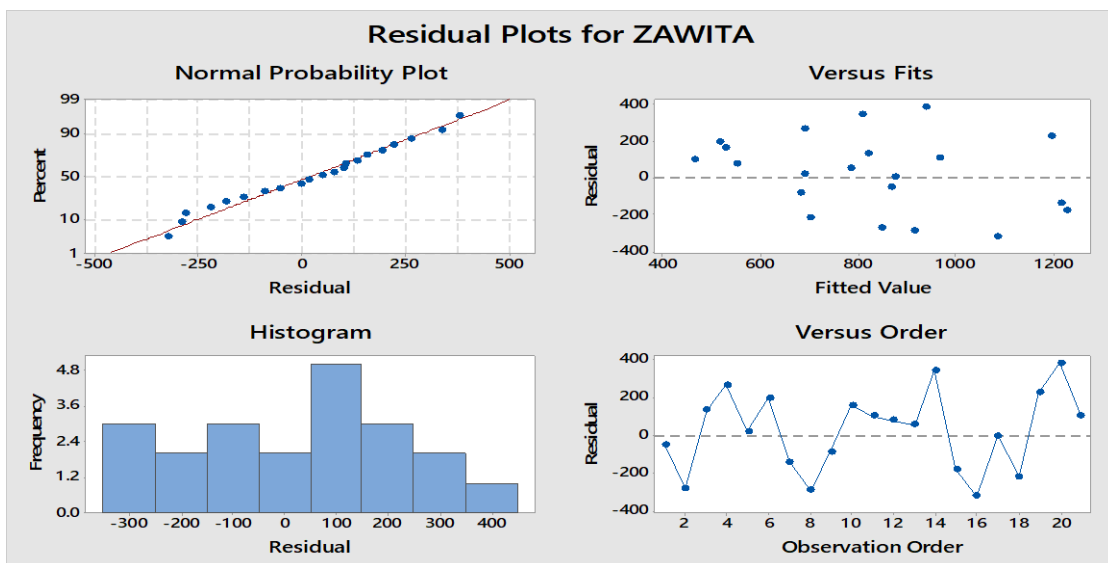 Residual Plots for ZAWITA
Normal Probability Plot
Percent
99
90
50
10
1
-500 -250 0 250 500
Residual
Versus Fits
Residual
400
200
0
-200
-400
400 600 800 1000 1200
Fitted Value
Histogram
Frequency
4.8
3.6
2.4
1.2
0.0
-300 -200 -100 0 100 200 300 400
Residual
Versus Order
Residual
400
200
0
-200
-400
2 4 6 8 10 12 14 16 18 20
Observation Order